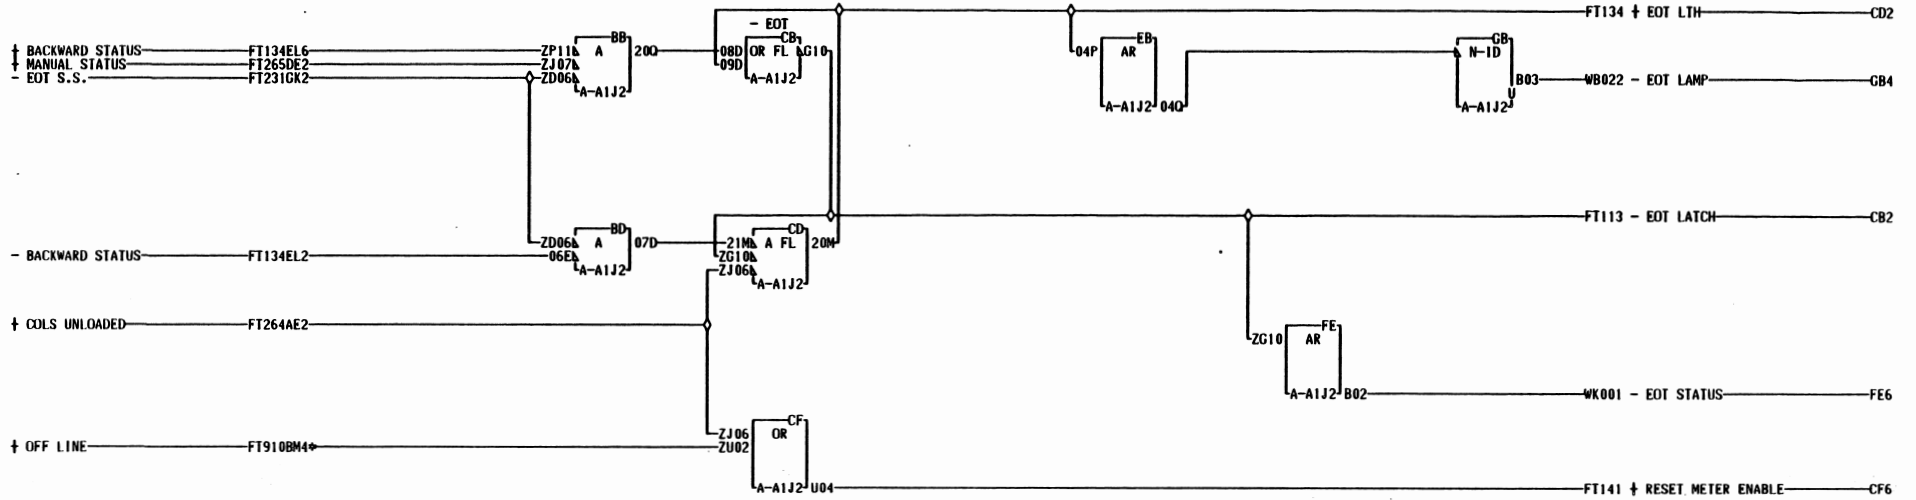 FT134 + EOT LTH CD2
- EOT
BB CB EB GB
+ BACKWARD STATUS FT134EL6 ZP11 A 20Q 08D OR FL G10 04P AR N-ID
+ MANUAL STATUS FT265DE2 ZJ07 09D
- EOT S.S. FT231GK2 ZD06 A-A1J2 B03 WB022 - EOT LAMP GB4
A-A1J2 A-A1J2 04Q A-A1J2 U
FT113 - EOT LATCH CB2
BD CD
ZD06 A 07D 21M A FL 20M
- BACKWARD STATUS FT134EL2 06E ZG10
A-A1J2 ZJ06
A-A1J2
+ COLS UNLOADED FT264AE2 FE
ZG10 AR
A-A1J2 B02 WK001 - EOT STATUS FE6
CF
ZJ06 OR
+ OFF LINE FT910BM4* ZU02
A-A1J2 U04 FT141 + RESET METER ENABLE CF6